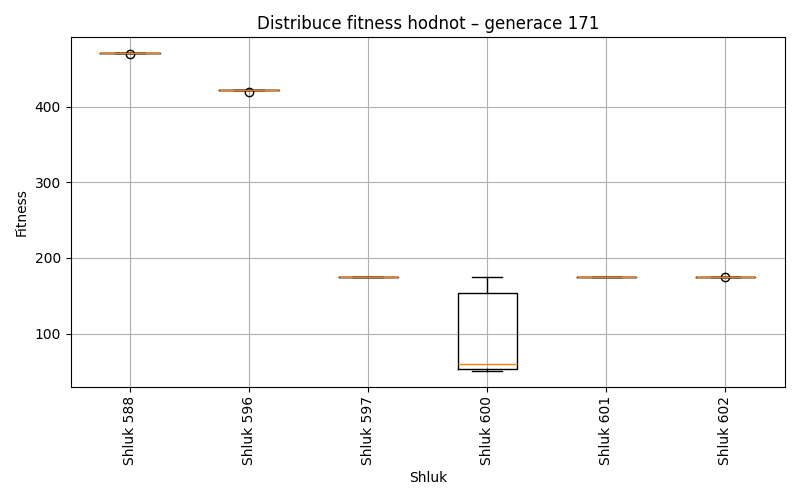 Distribuce fitness hodnot – generace 171
Fitness
400
300
200
100
Shluk 588
Shluk 596
Shluk 597
Shluk 600
Shluk 601
Shluk 602
Shluk